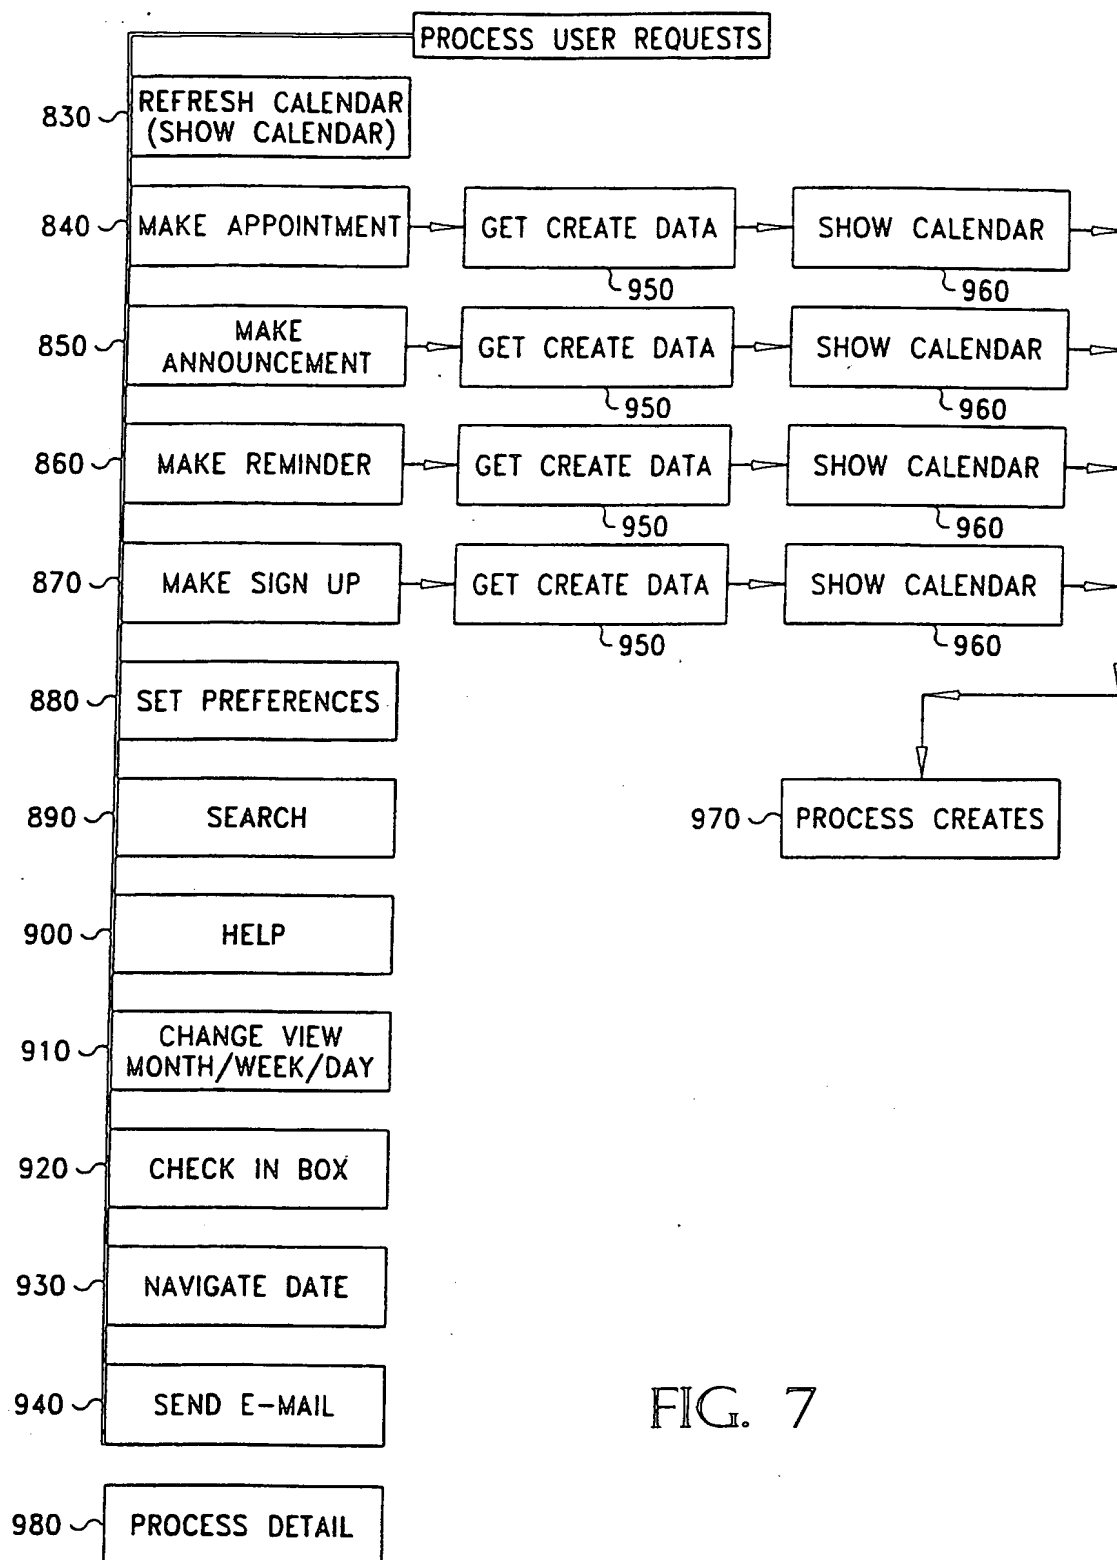 PROCESS USER REQUESTS
830
REFRESH CALENDAR
(SHOW CALENDAR)
840
MAKE APPOINTMENT
GET CREATE DATA
SHOW CALENDAR
950
960
850
MAKE
ANNOUNCEMENT
GET CREATE DATA
SHOW CALENDAR
950
960
860
MAKE REMINDER
GET CREATE DATA
SHOW CALENDAR
950
960
870
MAKE SIGN UP
GET CREATE DATA
SHOW CALENDAR
950
960
880
SET PREFERENCES
890
SEARCH
970
PROCESS CREATES
900
HELP
910
CHANGE VIEW
MONTH/WEEK/DAY
920
CHECK IN BOX
930
NAVIGATE DATE
940
SEND E-MAIL
FIG. 7
980
PROCESS DETAIL